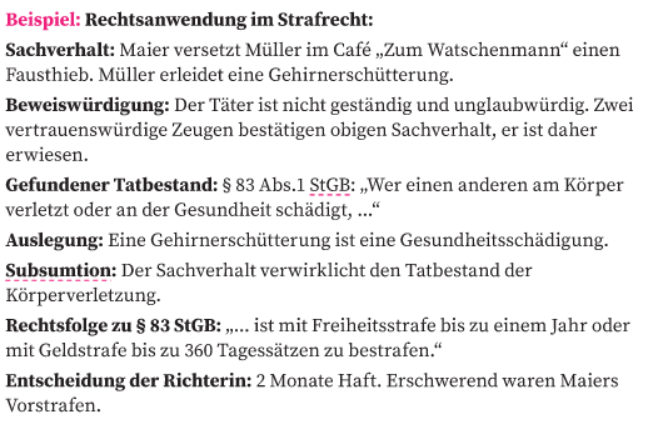 Beispiel: Rechtsanwendung im Strafrecht:
Sachverhalt: Maier versetzt Müller im Café „Zum Watschenmann“ einen
Fausthieb. Müller erleidet eine Gehirnerschütterung.
Beweiswürdigung: Der Täter ist nicht geständig und unglaubwürdig. Zwei
vertrauenswürdige Zeugen bestätigen obigen Sachverhalt, er ist daher
erwiesen.
Gefundener Tatbestand: § 83 Abs.1 StGB: „Wer einen anderen am Körper
verletzt oder an der Gesundheit schädigt, ...“
Auslegung: Eine Gehirnerschütterung ist eine Gesundheitsschädigung.
Subsumtion: Der Sachverhalt verwirklicht den Tatbestand der
Körperverletzung.
Rechtsfolge zu § 83 StGB: „... ist mit Freiheitsstrafe bis zu einem Jahr oder
mit Geldstrafe bis zu 360 Tagessätzen zu bestrafen.“
Entscheidung der Richterin: 2 Monate Haft. Erschwerend waren Maiers
Vorstrafen.